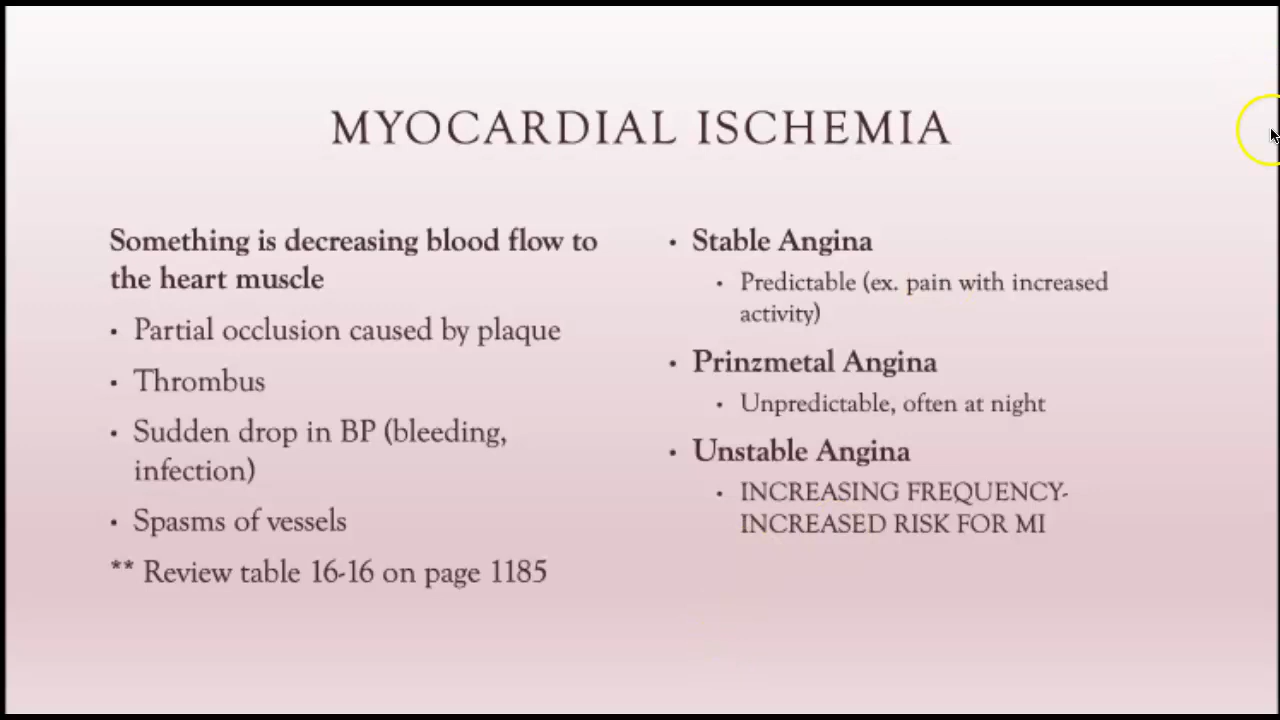 MYOCARDIAL ISCHEMIA
Something is decreasing blood flow to
the heart muscle
• Partial occlusion caused by plaque
• Thrombus
• Sudden drop in BP (bleeding,
infection)
• Spasms of vessels
** Review table 16-16 on page 1185
• Stable Angina
• Predictable (ex. pain with increased
activity)
• Prinzmetal Angina
• Unpredictable, often at night
• Unstable Angina
• INCREASING FREQUENCY-
INCREASED RISK FOR MI